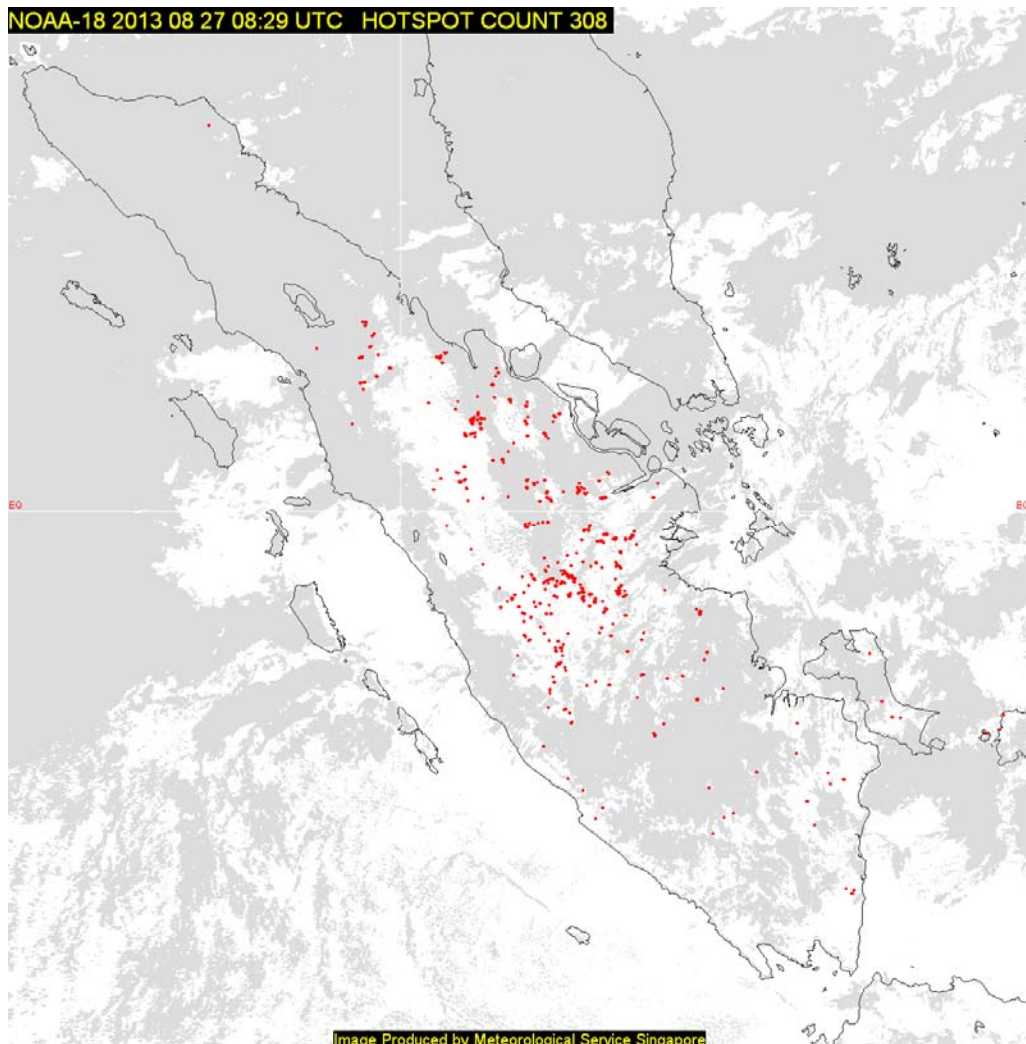 NOAA-18 2013 08 27 08:29 UTC HOTSPOT COUNT 308
EQ
EQ
Image Produced by Meteorological Service Singapore